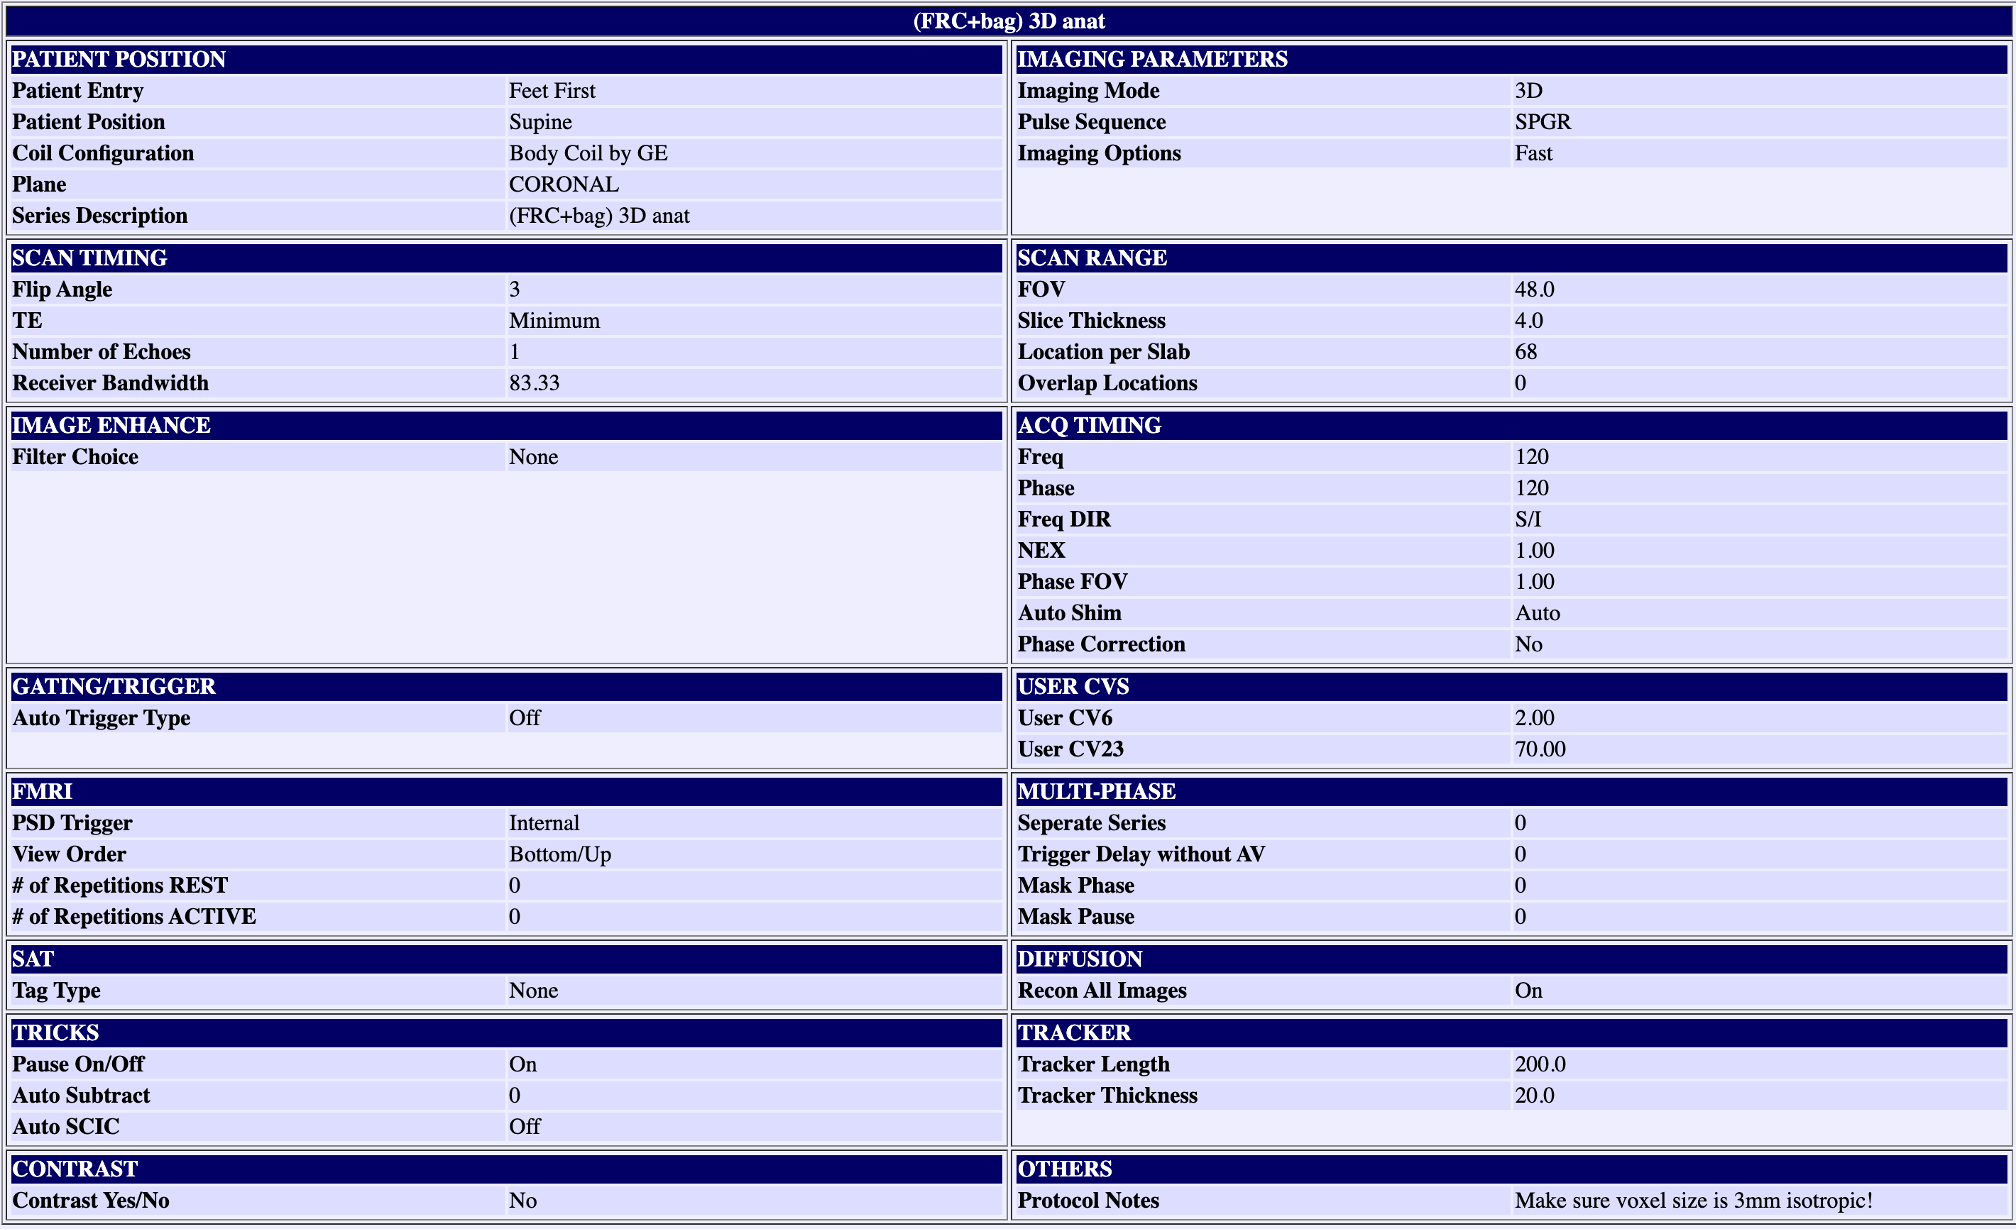 (FRC+bag) 3D anat
PATIENT POSITION
Patient Entry Feet First
Patient Position Supine
Coil Configuration Body Coil by GE
Plane CORONAL
Series Description (FRC+bag) 3D anat
IMAGING PARAMETERS
Imaging Mode 3D
Pulse Sequence SPGR
Imaging Options Fast
SCAN TIMING
Flip Angle 3
TE Minimum
Number of Echoes 1
Receiver Bandwidth 83.33
SCAN RANGE
FOV 48.0
Slice Thickness 4.0
Location per Slab 68
Overlap Locations 0
IMAGE ENHANCE
Filter Choice None
ACQ TIMING
Freq 120
Phase 120
Freq DIR S/I
NEX 1.00
Phase FOV 1.00
Auto Shim Auto
Phase Correction No
GATING/TRIGGER
Auto Trigger Type Off
USER CVS
User CV6 2.00
User CV23 70.00
FMRI
PSD Trigger Internal
View Order Bottom/Up
# of Repetitions REST 0
# of Repetitions ACTIVE 0
MULTI-PHASE
Seperate Series 0
Trigger Delay without AV 0
Mask Phase 0
Mask Pause 0
SAT
Tag Type None
DIFFUSION
Recon All Images On
TRICKS
Pause On/Off On
Auto Subtract 0
Auto SCIC Off
TRACKER
Tracker Length 200.0
Tracker Thickness 20.0
CONTRAST
Contrast Yes/No No
OTHERS
Protocol Notes Make sure voxel size is 3mm isotropic!